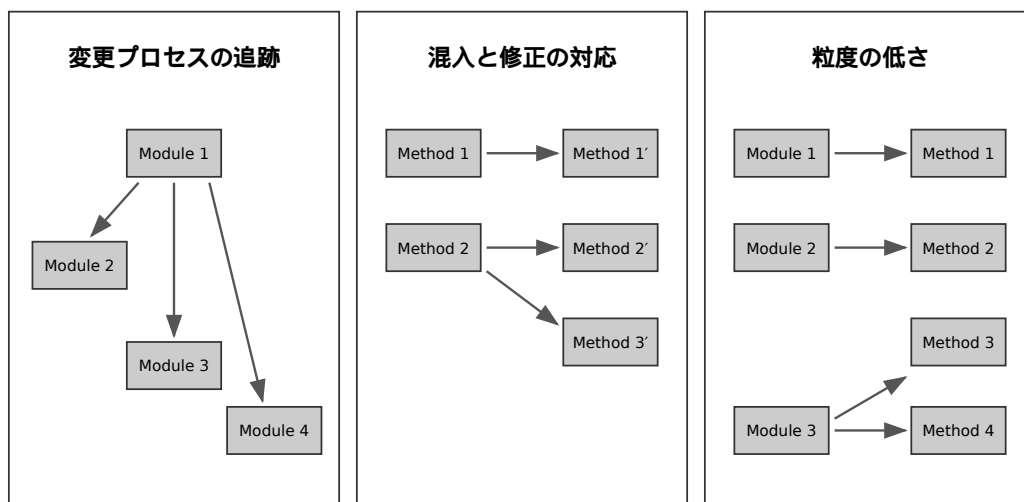 変更プロセスの追跡
Module 1
Module 2
Module 3
Module 4
混入と修正の対応
Method 1
Method 1′
Method 2
Method 2′
Method 3′
粒度の低さ
Module 1
Method 1
Module 2
Method 2
Method 3
Module 3
Method 4